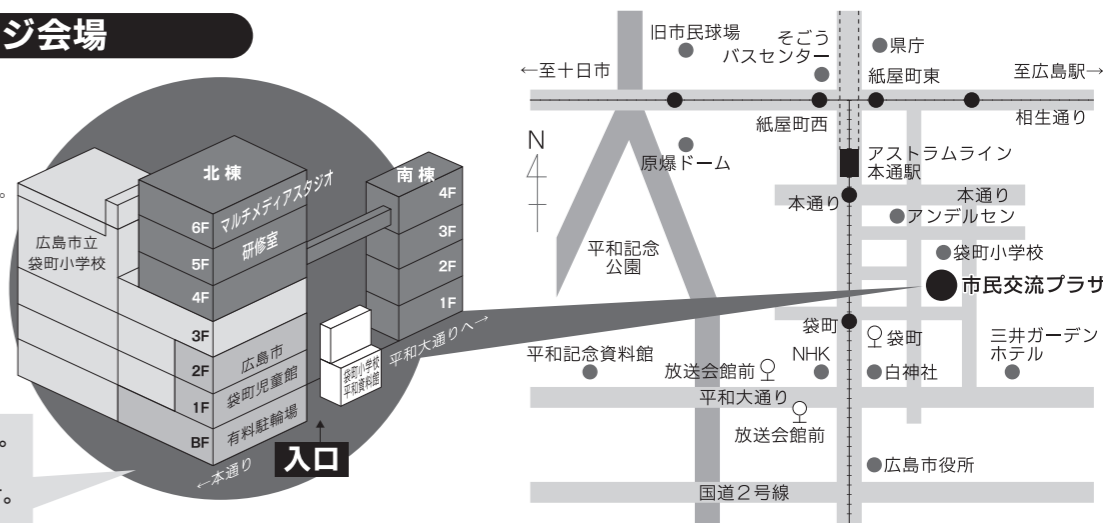 ジ会場
。
北棟
南棟
6F マルチメディアスタジオ
5F 研修室
4F
3F
2F 広島市
1F 袋町児童館
BF 有料駐輪場
広島市立
袋町小学校
4F
3F
2F
1F
袋町小学校
平和資料館
平和大通りへ→
←本通り
入口
。
。
旧市民球場
そごう
バスセンター
県庁
←至十日市
紙屋町東
至広島駅→
紙屋町西
相生通り
N
原爆ドーム
アストラムライン
本通駅
本通り
本通り
アンデルセン
平和記念
公園
袋町小学校
市民交流プラザ
袋町
袋町
三井ガーデン
ホテル
平和記念資料館
放送会館前
NHK
白神社
平和大通り
放送会館前
広島市役所
国道2号線